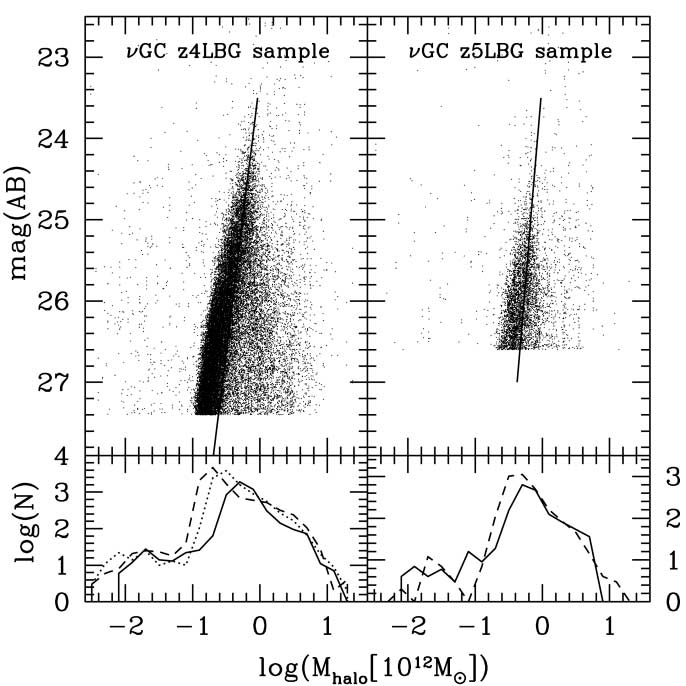 νGC z4LBG sample νGC z5LBG sample
23
24
25
26
27
mag(AB)
4
3
2
1
0
log(N)
3
2
1
0
−2 −1 0 1 −2 −1 0 1
log(M_halo[10^12 M_⊙])